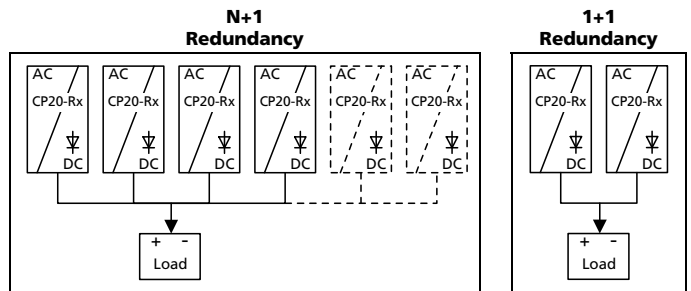 N+1
Redundancy
AC AC AC AC AC AC
CP20-Rx CP20-Rx CP20-Rx CP20-Rx CP20-Rx CP20-Rx
DC DC DC DC DC DC
+ -
Load
1+1
Redundancy
AC AC
CP20-Rx CP20-Rx
DC DC
+ -
Load